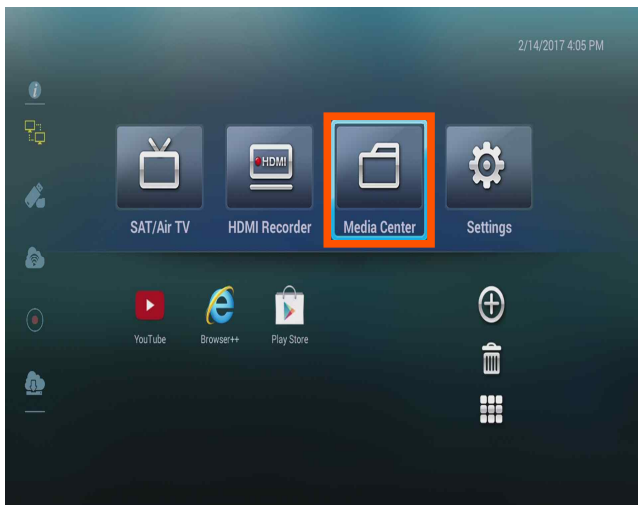 2/14/2017 4:05 PM
i
HDMI
SAT/Air TV
HDMI Recorder
Media Center
Settings
YouTube
Browser++
Play Store